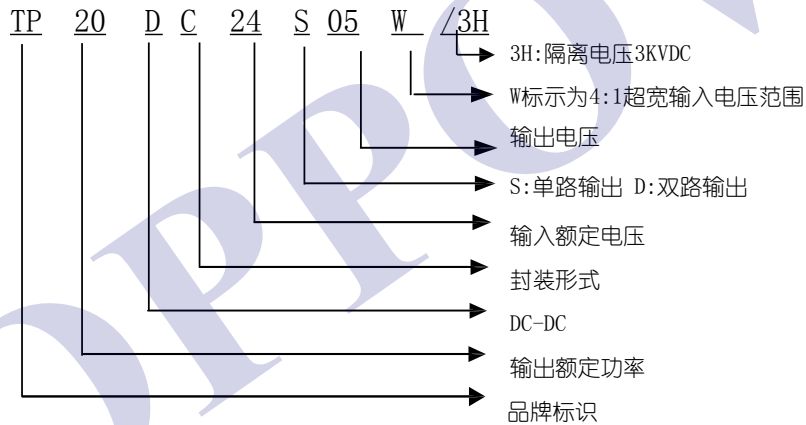 TP 20 D C 24 S 05 W /3H
3H:隔离电压3KVDC
W标示为4:1超宽输入电压范围
输出电压
S:单路输出 D:双路输出
输入额定电压
封装形式
DC-DC
输出额定功率
品牌标识